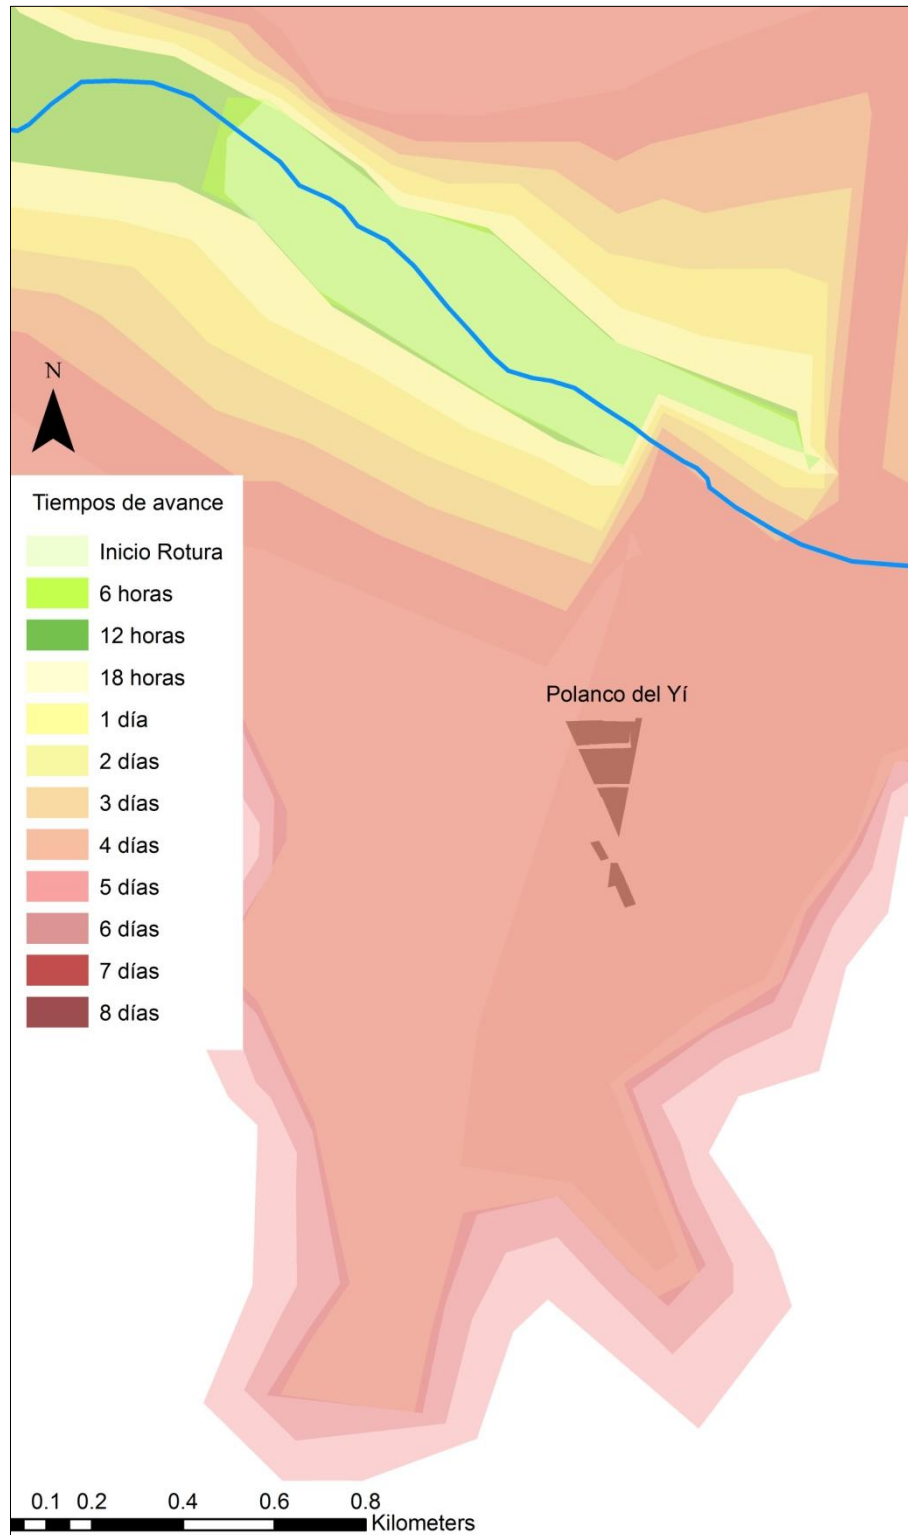 N
Tiempos de avance
Inicio Rotura
6 horas
12 horas
18 horas
1 día
2 días
3 días
4 días
5 días
6 días
7 días
8 días
Polanco del Yí
0.1 0.2 0.4 0.6 0.8
Kilometers